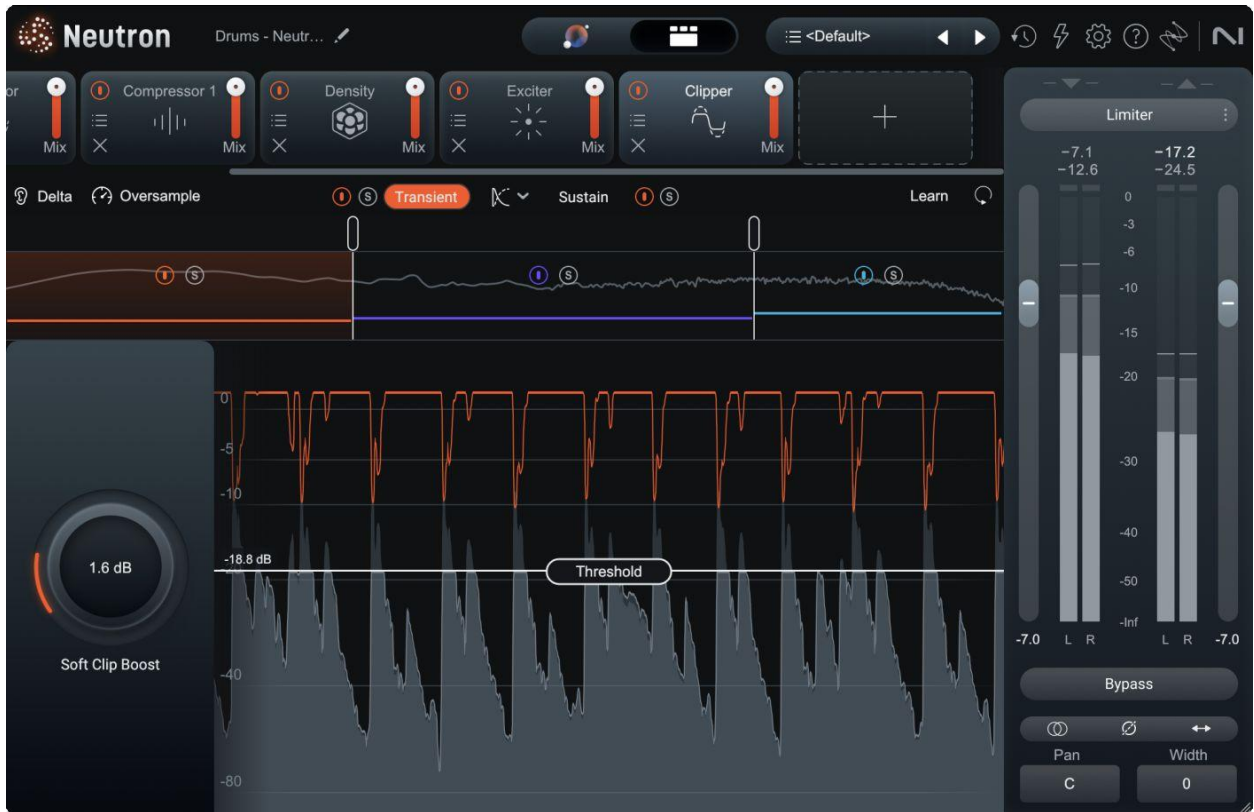 Neutron
Drums - Neutr...
<Default>
or
Mix
Compressor 1
Mix
Density
Mix
Exciter
Mix
Clipper
Mix
+
Delta
Oversample
S
Transient
Sustain
S
Learn
S
S
S
0
-5
-10
-18.8 dB
Threshold
-40
-80
1.6 dB
Soft Clip Boost
Limiter
-7.1
-17.2
-12.6
-24.5
0
-3
-6
-10
-15
-20
-30
-40
-50
-Inf
-7.0
L R
L R
-7.0
Bypass
Pan
Width
C
0